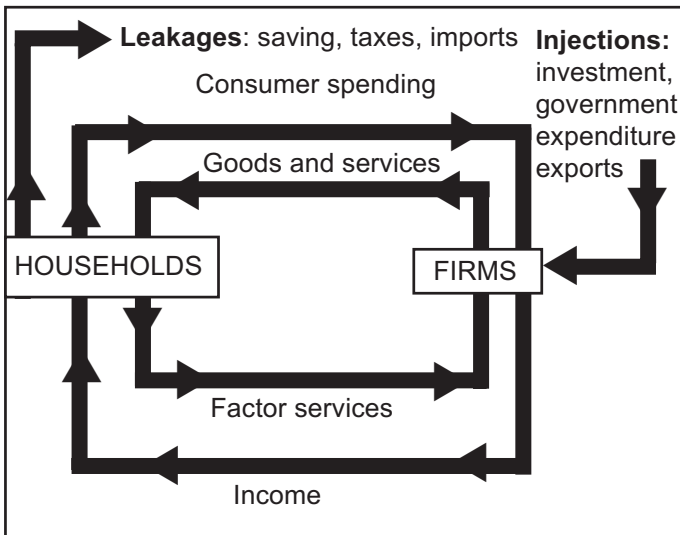 Leakages: saving, taxes, imports
Injections:
investment,
government
expenditure
exports
Consumer spending
Goods and services
HOUSEHOLDS
FIRMS
Factor services
Income